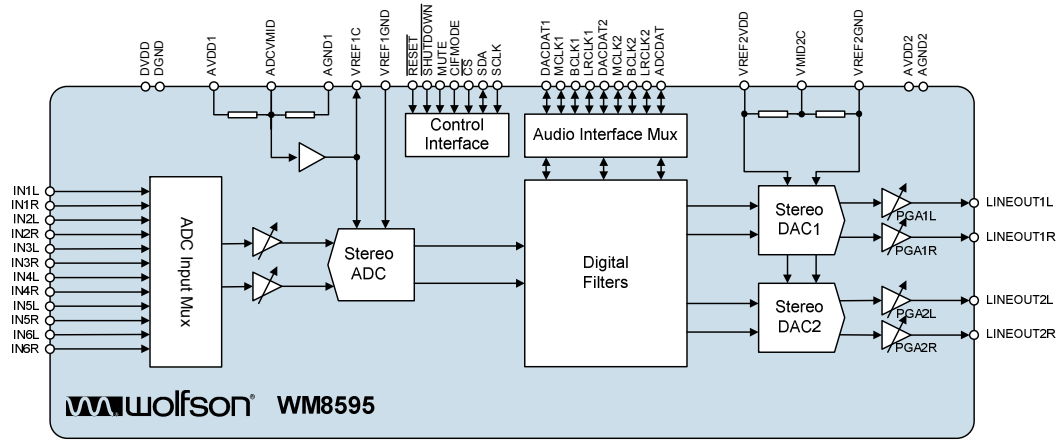 DVDD
DGND
AVDD1
ADCVMID
AGND1
VREF1C
VREF1GND
RESET
SHUTDOWN
MUTE
CIFMODE
CS
SDA
SCLK
DACDAT1
MCLK1
BCLK1
LRCLK1
DACDAT2
MCLK2
BCLK2
LRCLK2
ADCDAT
VREF2VDD
VMID2C
VREF2GND
AVDD2
AGND2
Control
Interface
Audio Interface Mux
IN1L
IN1R
IN2L
IN2R
IN3L
IN3R
IN4L
IN4R
IN5L
IN5R
IN6L
IN6R
ADC Input Mux
Stereo
ADC
Digital
Filters
Stereo
DAC1
Stereo
DAC2
PGA1L
PGA1R
PGA2L
PGA2R
LINEOUT1L
LINEOUT1R
LINEOUT2L
LINEOUT2R
wolfson® WM8595